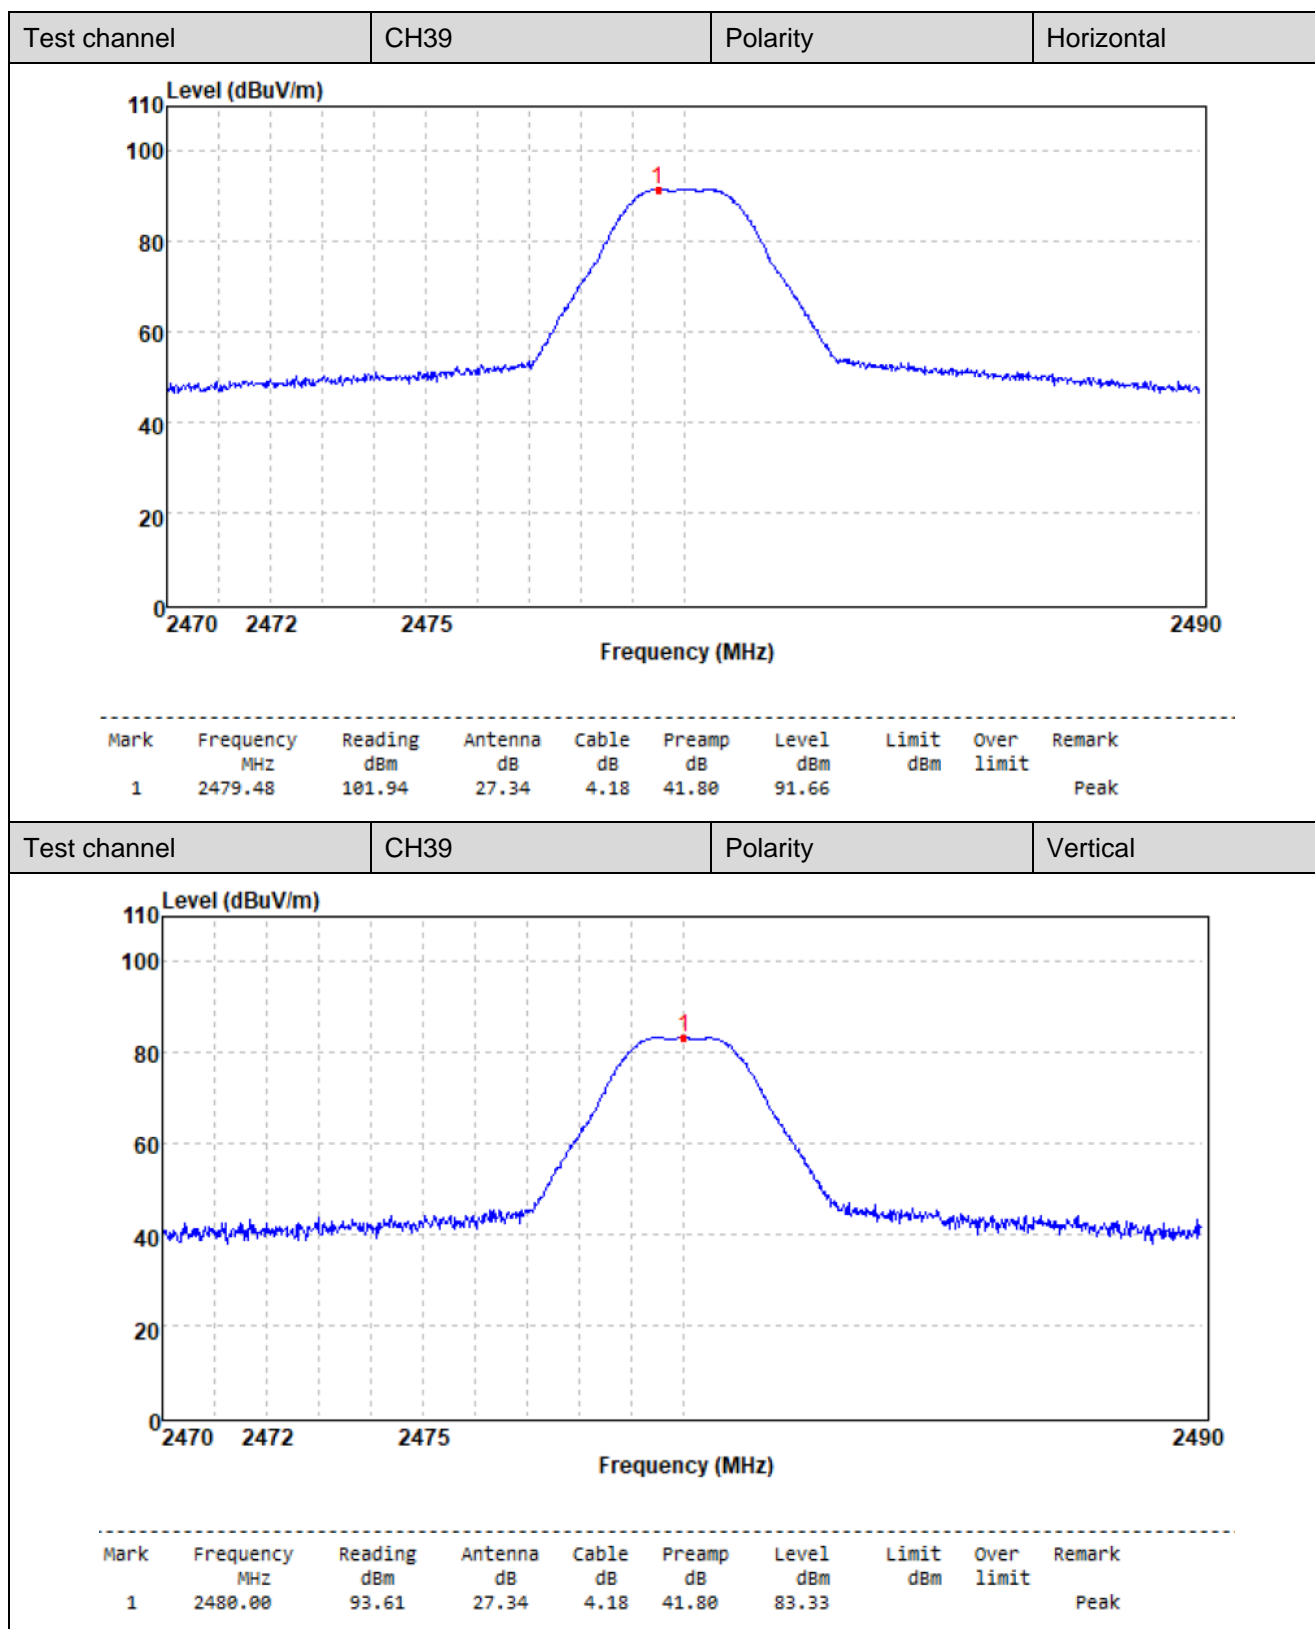 Test channel CH39 Polarity Horizontal
Level (dBuV/m)
110
100
80
60
40
20
0
2470 2472 2475 2490
Frequency (MHz)
1
Mark Frequency Reading Antenna Cable Preamp Level Limit Over Remark
MHz dBm dB dB dB dBm dBm limit
1 2479.48 101.94 27.34 4.18 41.80 91.66 Peak
Test channel CH39 Polarity Vertical
Level (dBuV/m)
110
100
80
60
40
20
0
2470 2472 2475 2490
Frequency (MHz)
1
Mark Frequency Reading Antenna Cable Preamp Level Limit Over Remark
MHz dBm dB dB dB dBm dBm limit
1 2480.00 93.61 27.34 4.18 41.80 83.33 Peak